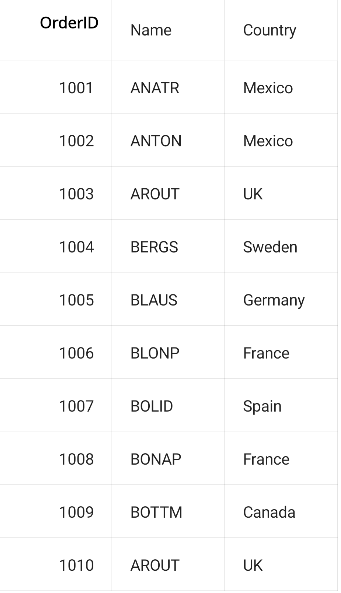 OrderID Name Country
1001 ANATR Mexico
1002 ANTON Mexico
1003 AROUT UK
1004 BERGS Sweden
1005 BLAUS Germany
1006 BLONP France
1007 BOLID Spain
1008 BONAP France
1009 BOTTM Canada
1010 AROUT UK